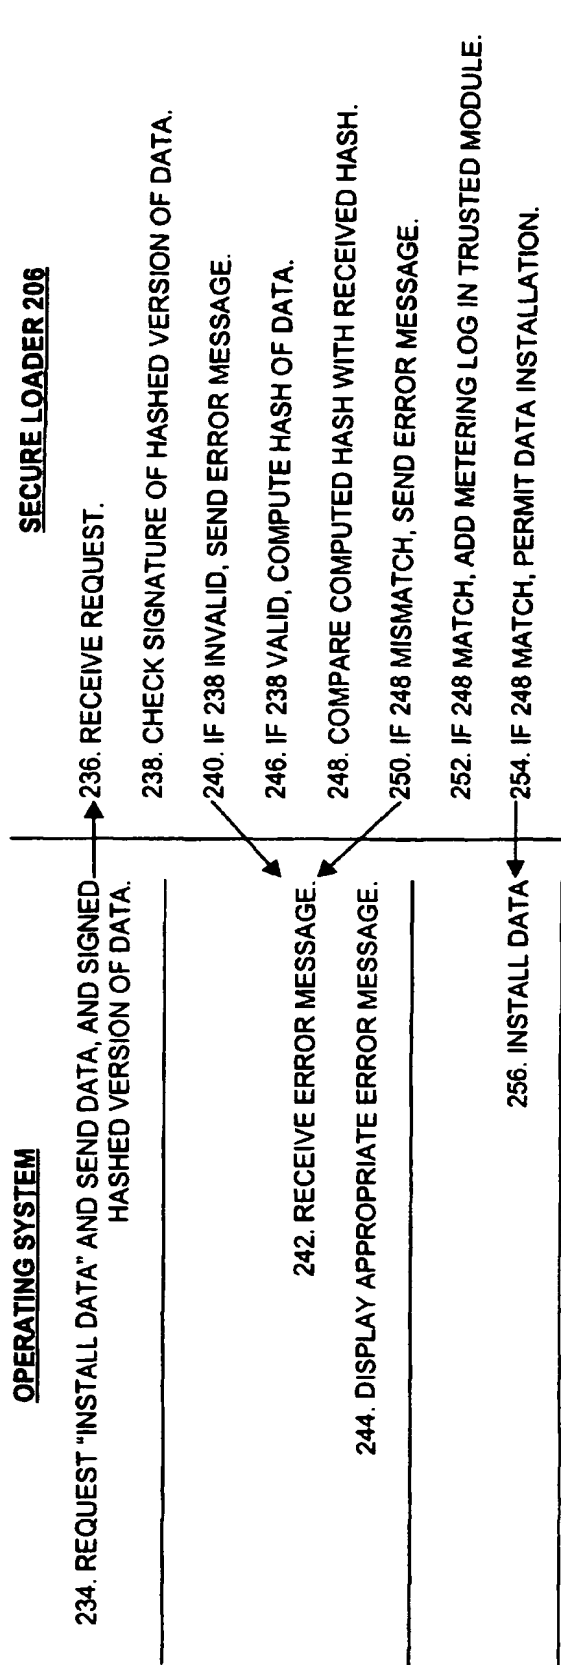 OPERATING SYSTEM
SECURE LOADER 206
234. REQUEST "INSTALL DATA" AND SEND DATA, AND SIGNED
HASHED VERSION OF DATA.
236. RECEIVE REQUEST.
238. CHECK SIGNATURE OF HASHED VERSION OF DATA.
240. IF 238 INVALID, SEND ERROR MESSAGE.
246. IF 238 VALID, COMPUTE HASH OF DATA.
242. RECEIVE ERROR MESSAGE.
248. COMPARE COMPUTED HASH WITH RECEIVED HASH.
244. DISPLAY APPROPRIATE ERROR MESSAGE.
250. IF 248 MISMATCH, SEND ERROR MESSAGE.
252. IF 248 MATCH, ADD METERING LOG IN TRUSTED MODULE.
254. IF 248 MATCH, PERMIT DATA INSTALLATION.
256. INSTALL DATA